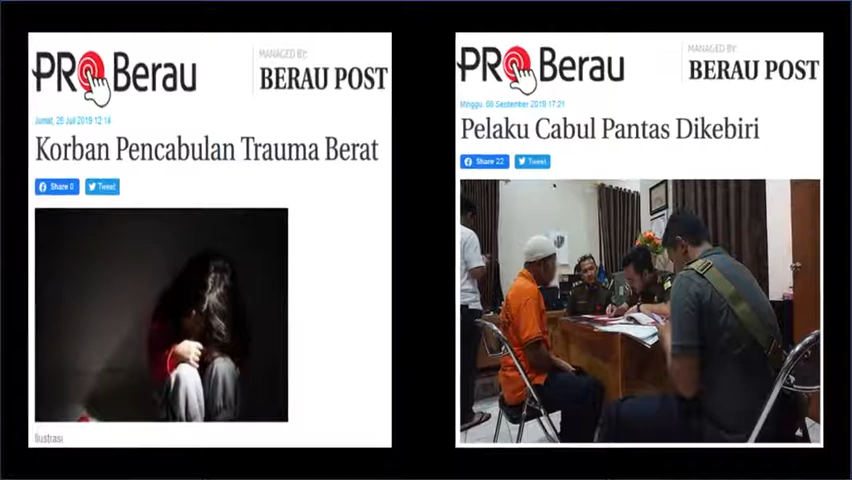 PRO Berau
MANAGED BY:
BERAU POST
Jumat, 26 Juli 2019 12:14
Korban Pencabulan Trauma Berat
Share 0
Tweet
Ilustrasi
PRO Berau
MANAGED BY:
BERAU POST
Minggu, 08 September 2019 17:21
Pelaku Cabul Pantas Dikebiri
Share 22
Tweet